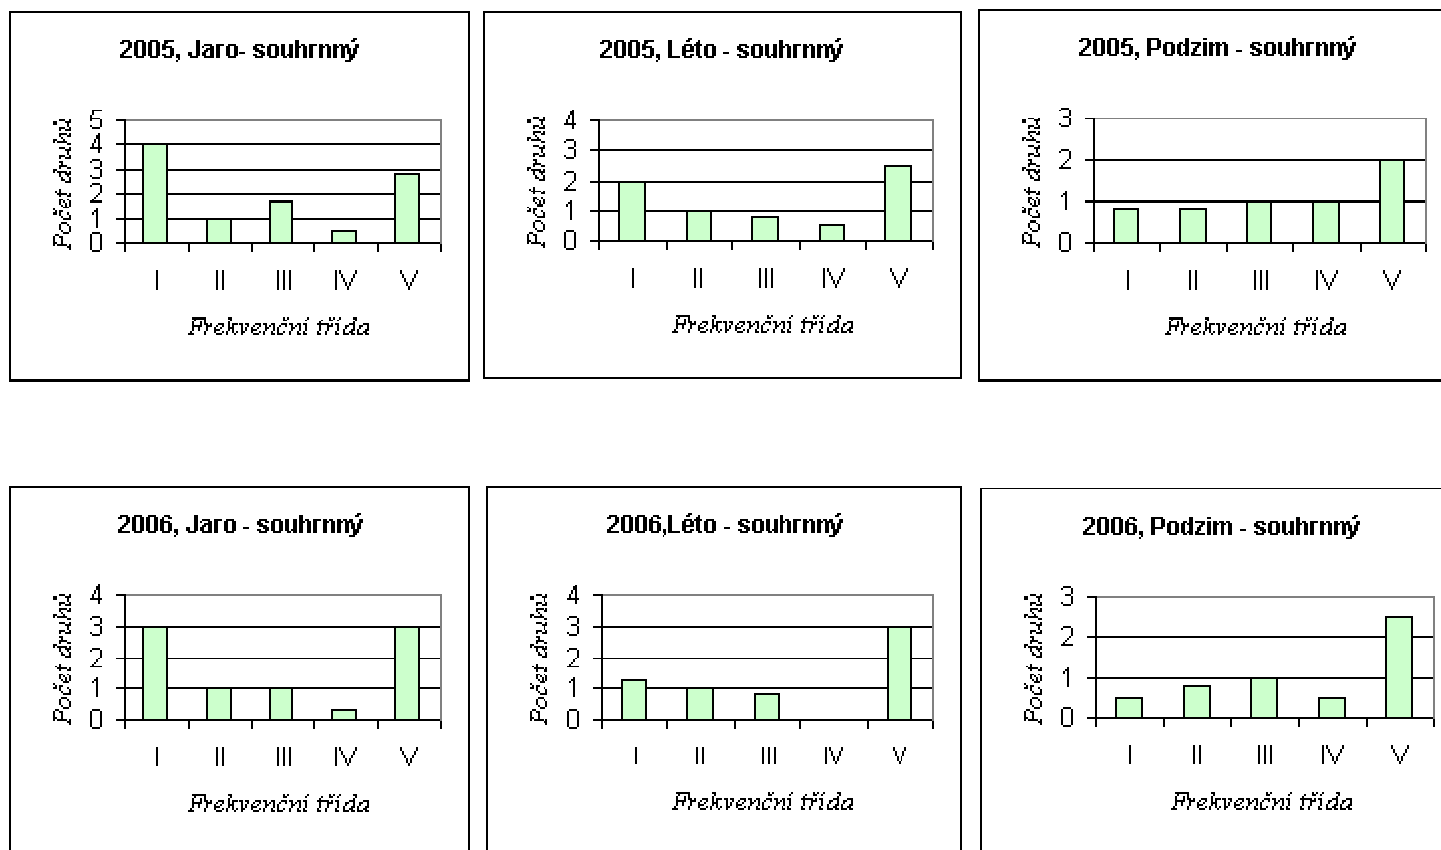 2005, Jaro- souhrnný
Počet druhů
5
4
3
2
1
0
I II III IV V
Frekvenční třída
2005, Léto - souhrnný
Počet druhů
4
3
2
1
0
I II III IV V
Frekvenční třída
2005, Podzim - souhrnný
Počet druhů
3
2
1
0
I II III IV V
Frekvenční třída
2006, Jaro - souhrnný
Počet druhů
4
3
2
1
0
I II III IV V
Frekvenční třída
2006,Léto - souhrnný
Počet druhů
4
3
2
1
0
I II III IV V
Frekvenční třída
2006, Podzim - souhrnný
Počet druhů
3
2
1
0
I II III IV V
Frekvenční třída